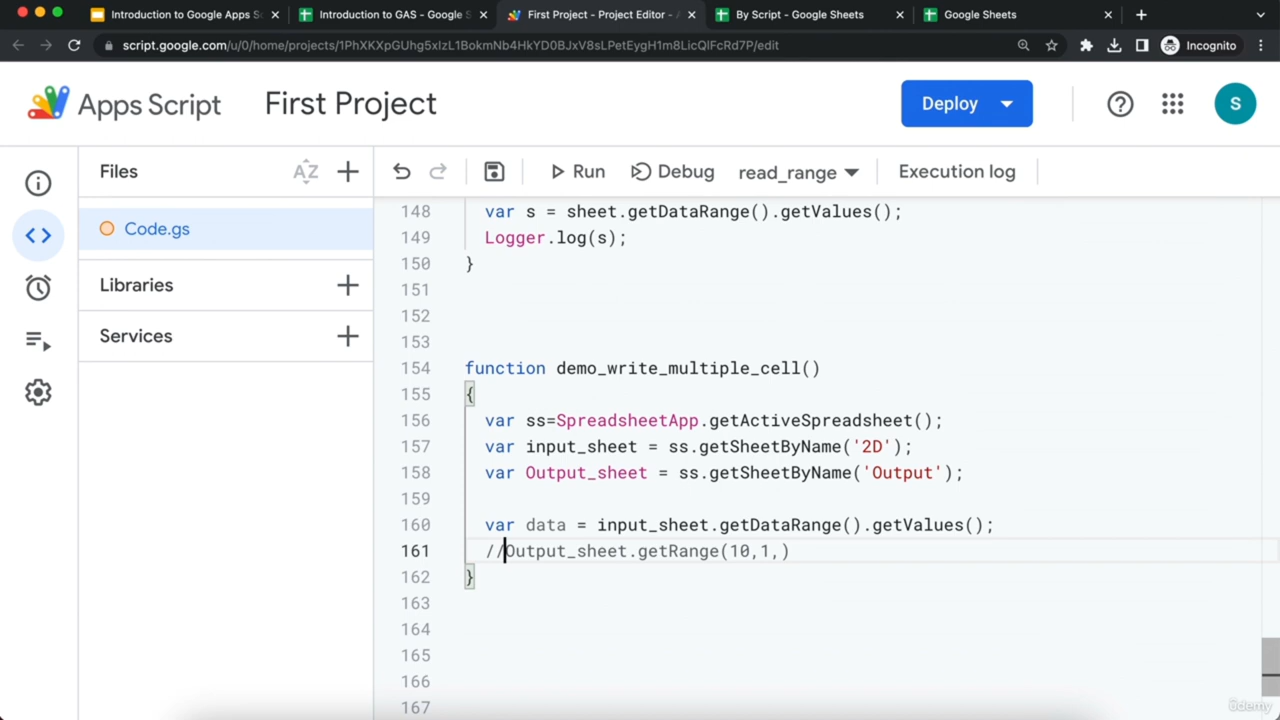 Introduction to Google Apps Sc
Introduction to GAS - Google S
First Project - Project Editor - A
By Script - Google Sheets
Google Sheets
script.google.com/u/0/home/projects/1PhXKXpGUhg5xIzL1BokmNb4HkYD0BJxV8sLPetEygH1m8LicQlFcRd7P/edit
Incognito
Apps Script
First Project
Deploy
S
Files
AZ
Run
Debug
read_range
Execution log
Code.gs
Libraries
Services
148 var s = sheet.getDataRange().getValues();
149 Logger.log(s);
150 }
151
152
153
154 function demo_write_multiple_cell()
155 {
156 var ss=SpreadsheetApp.getActiveSpreadsheet();
157 var input_sheet = ss.getSheetByName('2D');
158 var Output_sheet = ss.getSheetByName('Output');
159
160 var data = input_sheet.getDataRange().getValues();
161 //Output_sheet.getRange(10,1,)
162 }
163
164
165
166
167
ûdemy